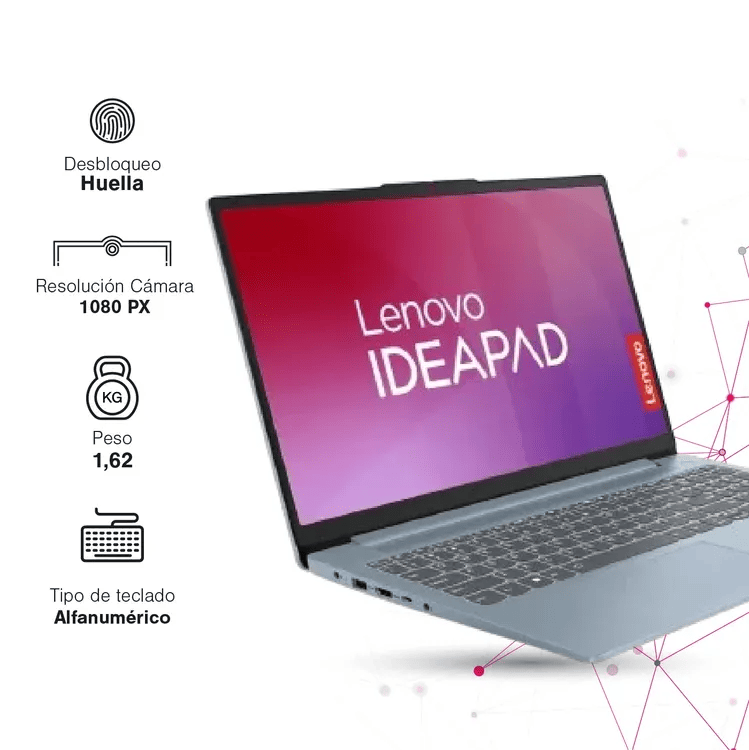 Desbloqueo
Huella
Resolución Cámara
1080 PX
KG
Peso
1,62
Tipo de teclado
Alfanumérico
Lenovo
IDEAPAD
Lenovo